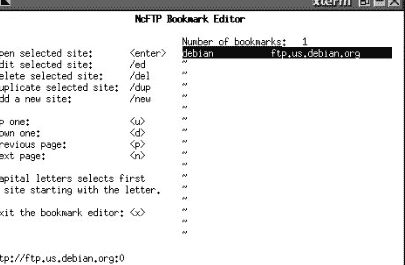 xterm
NcFTP Bookmark Editor
Number of bookmarks: 1
pen selected site: <enter> debian ftp.us.debian.org
dit selected site: /ed "
elete selected site: /del "
uplicate selected site: /dup "
dd a new site: /new "
"
p one: <u> "
own one: <d> "
revious page: <p> "
ext page: <n> "
"
apital letters selects first "
site starting with the letter. "
"
xit the bookmark editor: <x> "
"
"
tp://ftp.us.debian.org:0